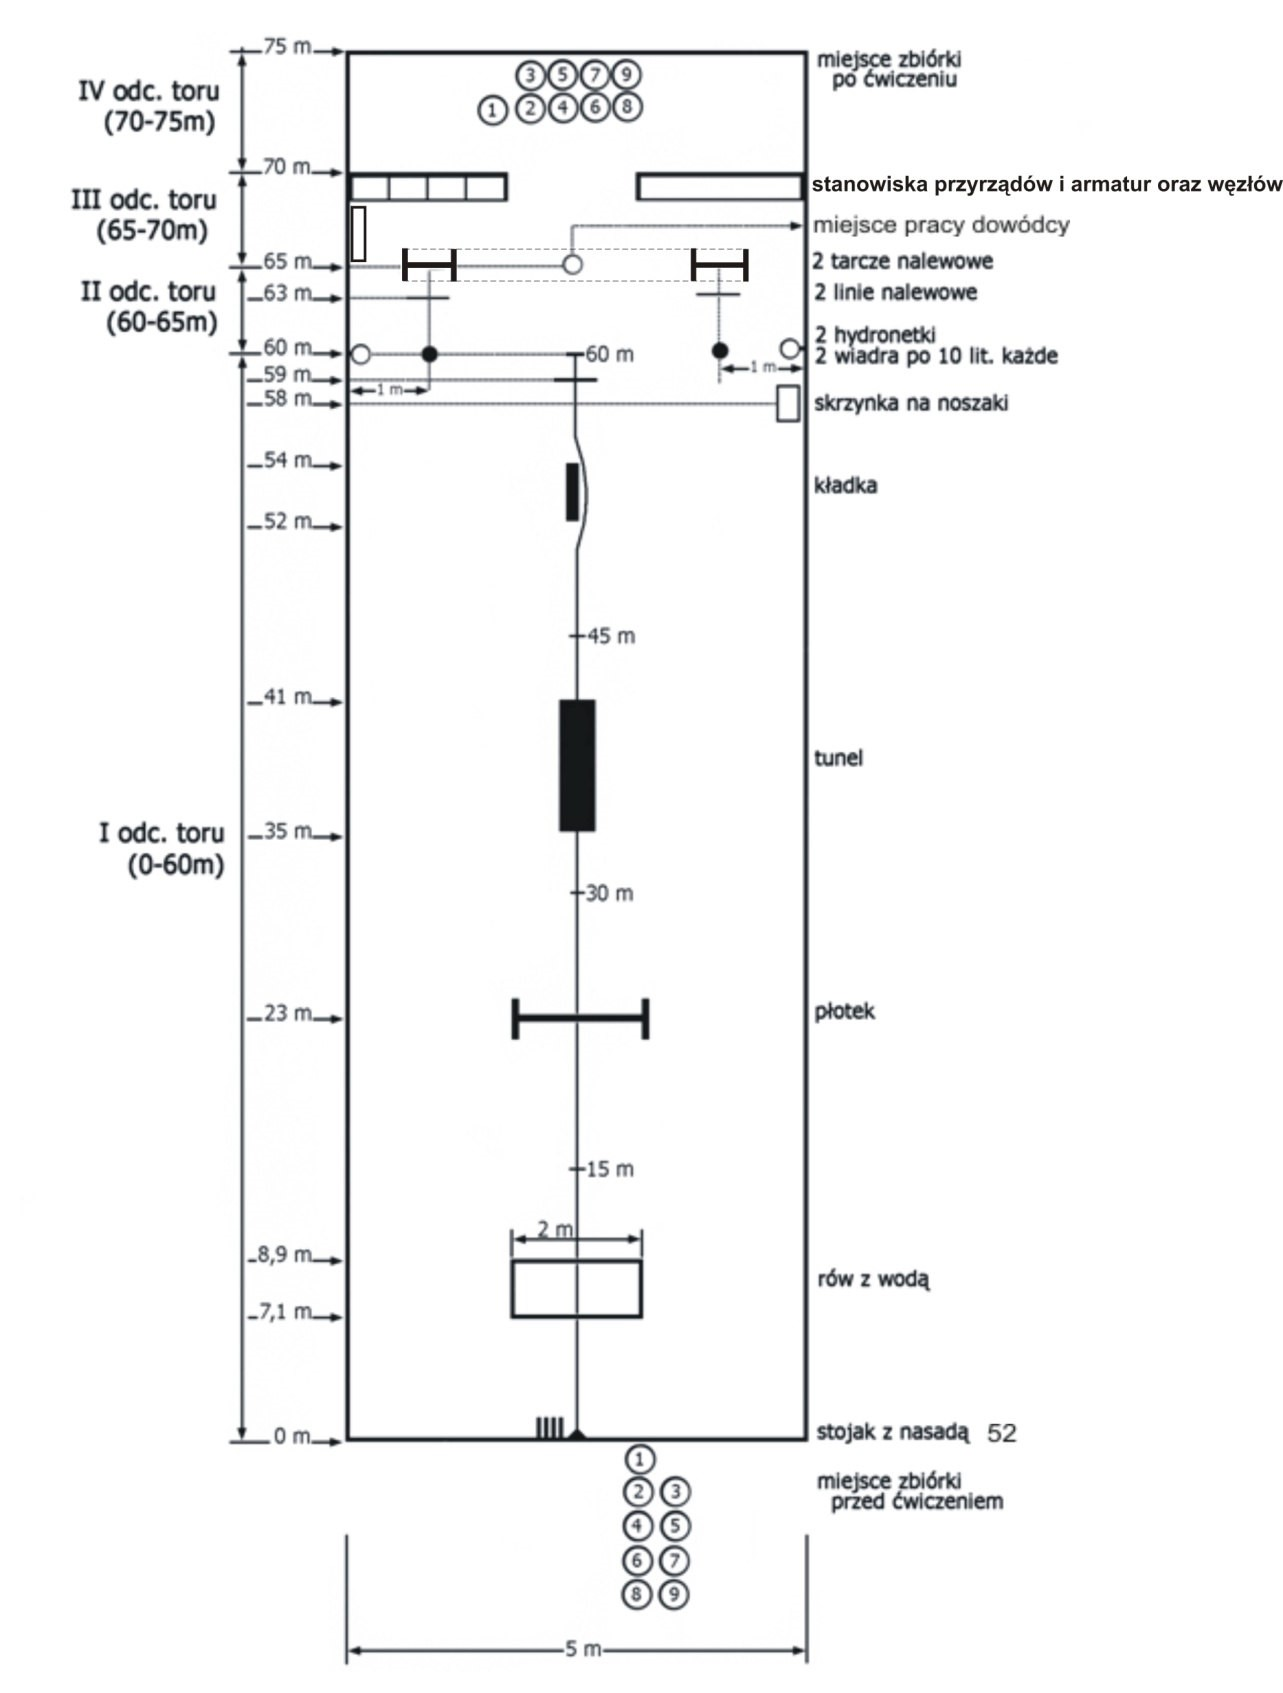 75 m
miejsce zbiórki
po ćwiczeniu
3 5 7 9
1 2 4 6 8
IV odc. toru
(70-75m)
70 m
stanowiska przyrządów i armatur oraz węzłów
III odc. toru
(65-70m)
miejsce pracy dowódcy
65 m
2 tarcze nalewowe
II odc. toru
(60-65m)
63 m
2 linie nalewowe
2 hydronetki
60 m
60 m
2 wiadra po 10 lit. każde
59 m
1 m
1 m
58 m
skrzynka na noszaki
54 m
kładka
52 m
45 m
41 m
tunel
I odc. toru
(0-60m)
35 m
30 m
23 m
płotek
15 m
2 m
8,9 m
rów z wodą
7,1 m
0 m
stojak z nasadą 52
1
miejsce zbiórki
przed ćwiczeniem
2 3
4 5
6 7
8 9
5 m